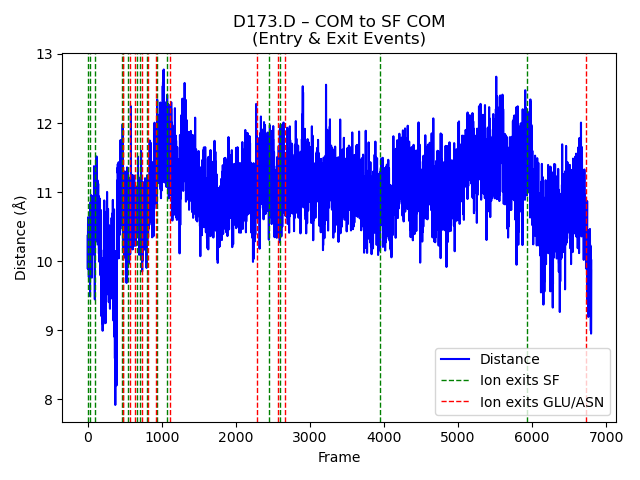 D173.D – COM to SF COM
(Entry & Exit Events)
13
12
11
10
9
8
Distance (Å)
0
1000
2000
3000
4000
5000
6000
7000
Frame
Distance
Ion exits SF
Ion exits GLU/ASN